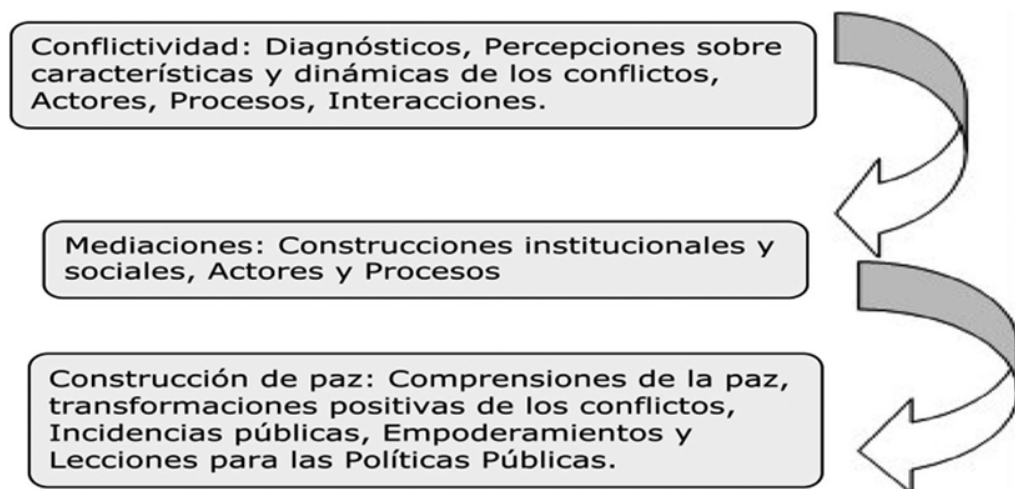 Conflictividad: Diagnósticos, Percepciones sobre
características y dinámicas de los conflictos,
Actores, Procesos, Interacciones.
Mediaciones: Construcciones institucionales y
sociales, Actores y Procesos
Construcción de paz: Comprensiones de la paz,
transformaciones positivas de los conflictos,
Incidencias públicas, Empoderamientos y
Lecciones para las Políticas Públicas.